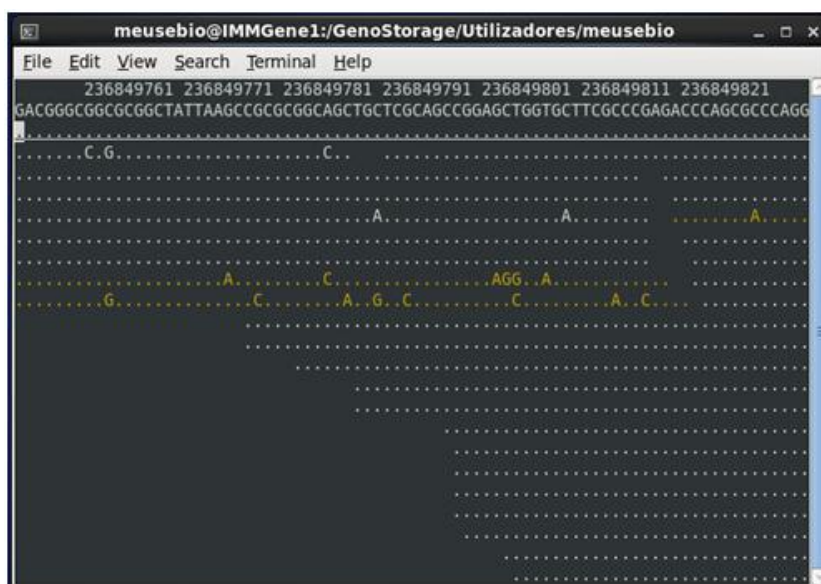 meusebio@IMMGene1:/GenoStorage/Utilizadores/meusebio
File Edit View Search Terminal Help
236849761 236849771 236849781 236849791 236849801 236849811 236849821
GACGGGCGGCGCGGCTATTAAGCCGCGCGGCAGCTGCTCGCAGCCGGAGCTGGTGCTTCGCCCGAGACCCAGCGCCCAGG
.......C.G.....................C.. ...........................................
....................................A..................A........ ........A.....
.....................A.........C................AGG..A............ ............
.........G..............C........A..G..C..........C.........A..C.... ...........